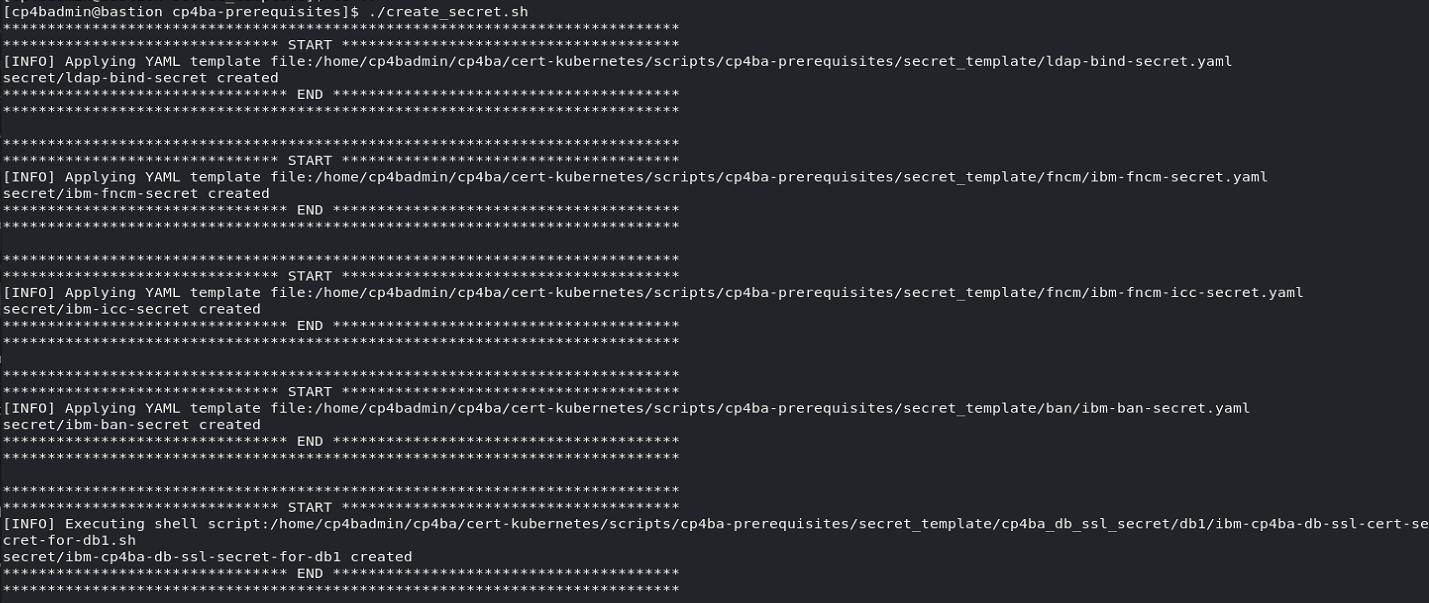 [cp4badmin@bastion cp4ba-prerequisites]$ ./create_secret.sh
****************************************************************************
******************************* START **************************************
[INFO] Applying YAML template file:/home/cp4badmin/cp4ba/cert-kubernetes/scripts/cp4ba-prerequisites/secret_template/ldap-bind-secret.yaml
secret/ldap-bind-secret created
******************************** END ***************************************
****************************************************************************

****************************************************************************
******************************* START **************************************
[INFO] Applying YAML template file:/home/cp4badmin/cp4ba/cert-kubernetes/scripts/cp4ba-prerequisites/secret_template/fncm/ibm-fncm-secret.yaml
secret/ibm-fncm-secret created
******************************** END ***************************************
****************************************************************************

****************************************************************************
******************************* START **************************************
[INFO] Applying YAML template file:/home/cp4badmin/cp4ba/cert-kubernetes/scripts/cp4ba-prerequisites/secret_template/fncm/ibm-fncm-icc-secret.yaml
secret/ibm-icc-secret created
******************************** END ***************************************
****************************************************************************

****************************************************************************
******************************* START **************************************
[INFO] Applying YAML template file:/home/cp4badmin/cp4ba/cert-kubernetes/scripts/cp4ba-prerequisites/secret_template/ban/ibm-ban-secret.yaml
secret/ibm-ban-secret created
******************************** END ***************************************
****************************************************************************

****************************************************************************
******************************* START **************************************
[INFO] Executing shell script:/home/cp4badmin/cp4ba/cert-kubernetes/scripts/cp4ba-prerequisites/secret_template/cp4ba_db_ssl_secret/db1/ibm-cp4ba-db-ssl-cert-se
cret-for-db1.sh
secret/ibm-cp4ba-db-ssl-secret-for-db1 created
******************************** END ***************************************
****************************************************************************